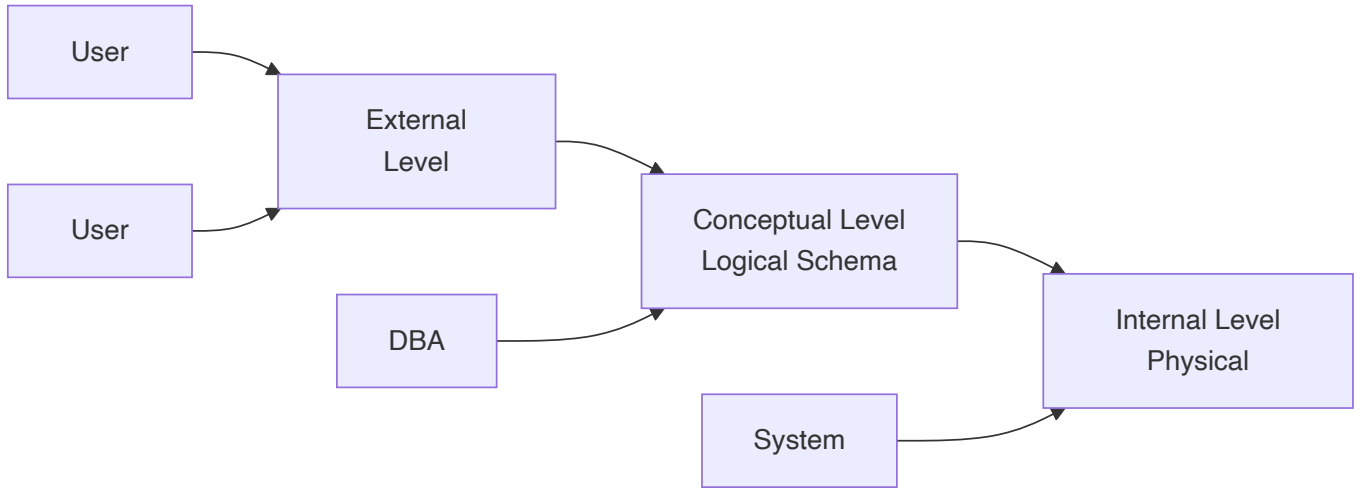 User
External
Level
User
Conceptual Level
Logical Schema
DBA
Internal Level
Physical
System